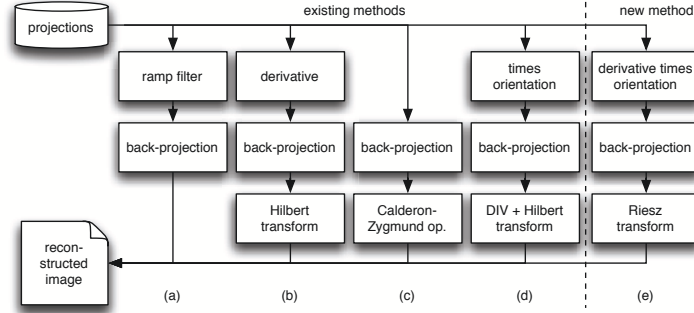 existing methods
new method
projections
ramp filter
derivative
times
orientation
derivative times
orientation
back-projection
back-projection
back-projection
back-projection
back-projection
Hilbert
transform
Calderon-
Zygmund op.
DIV + Hilbert
transform
Riesz
transform
recon-
structed
image
(a)
(b)
(c)
(d)
(e)